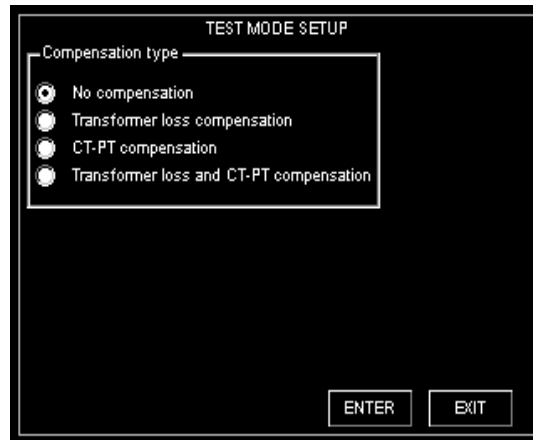 TEST MODE SETUP
Compensation type
No compensation
Transformer loss compensation
CT-PT compensation
Transformer loss and CT-PT compensation
ENTER EXIT